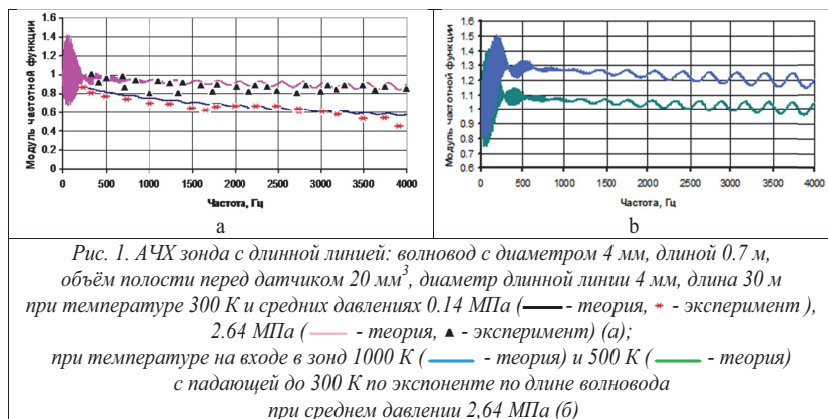 Модуль частотной функции
1.6
1.4
1.2
1
0.8
0.6
0.4
0.2
0
0 500 1000 1500 2000 2500 3000 3500 4000
Частота, Гц
а
Модуль частотной функции
1.6
1.5
1.4
1.3
1.2
1.1
1
0.9
0.8
0.7
0.6
0 500 1000 1500 2000 2500 3000 3500 4000
Частота, Гц
b
Рис. 1. АЧХ зонда с длинной линией: волновод с диаметром 4 мм, длиной 0.7 м,
объём полости перед датчиком 20 мм³, диаметр длинной линии 4 мм, длина 30 м
при температуре 300 К и средних давлениях 0.14 МПа ( - теория, * - эксперимент ),
2.64 МПа ( - теория, ▲ - эксперимент) (а);
при температуре на входе в зонд 1000 К ( - теория) и 500 К ( - теория)
с падающей до 300 К по экспоненте по длине волновода
при среднем давлении 2,64 МПа (б)